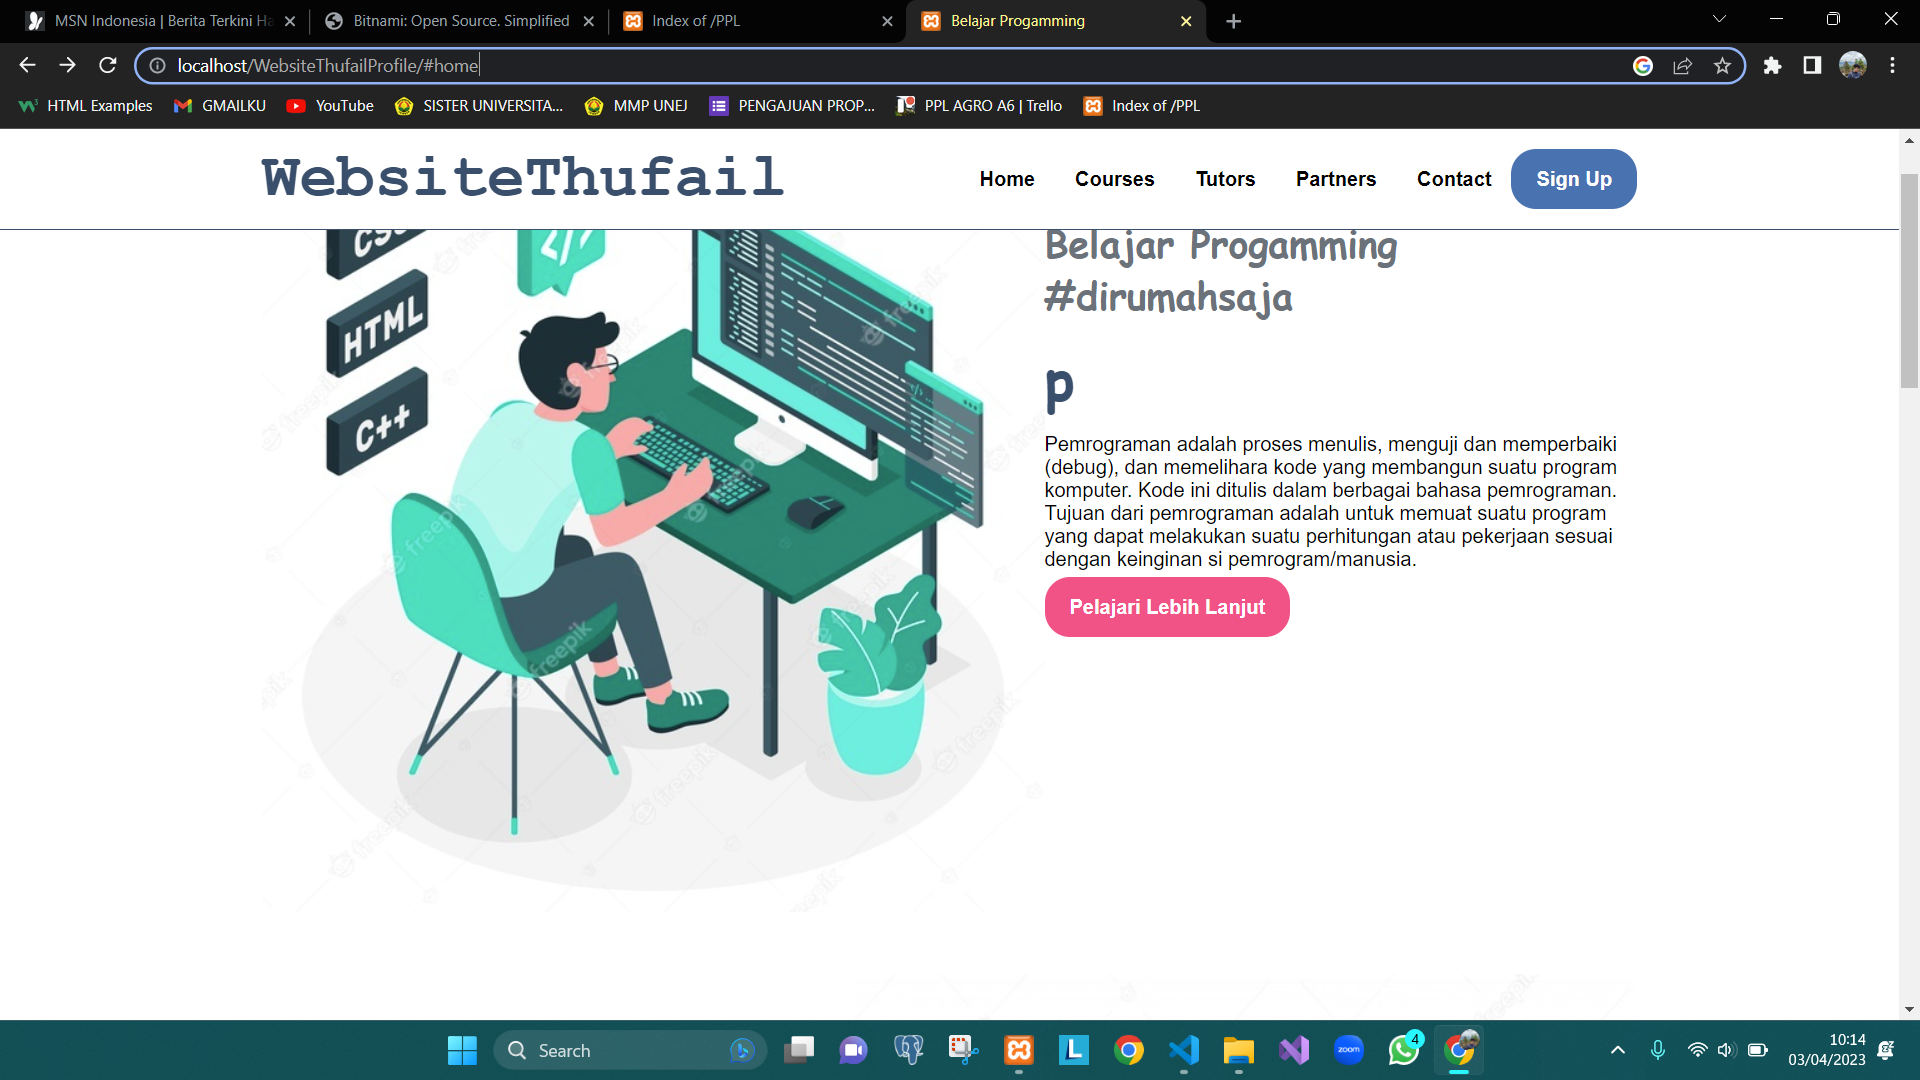 MSN Indonesia | Berita Terkini Ha
Bitnami: Open Source. Simplified
Index of /PPL
Belajar Progamming
localhost/WebsiteThufailProfile/#home
HTML Examples
GMAILKU
YouTube
SISTER UNIVERSITA...
MMP UNEJ
PENGAJUAN PROP...
PPL AGRO A6 | Trello
Index of /PPL
WebsiteThufail
Home
Courses
Tutors
Partners
Contact
Sign Up
HTML
C++
</>
freepik
Belajar Progamming
#dirumahsaja
p
Pemrograman adalah proses menulis, menguji dan memperbaiki
(debug), dan memelihara kode yang membangun suatu program
komputer. Kode ini ditulis dalam berbagai bahasa pemrograman.
Tujuan dari pemrograman adalah untuk memuat suatu program
yang dapat melakukan suatu perhitungan atau pekerjaan sesuai
dengan keinginan si pemrogram/manusia.
Pelajari Lebih Lanjut
Search
zoom
4
10:14
03/04/2023